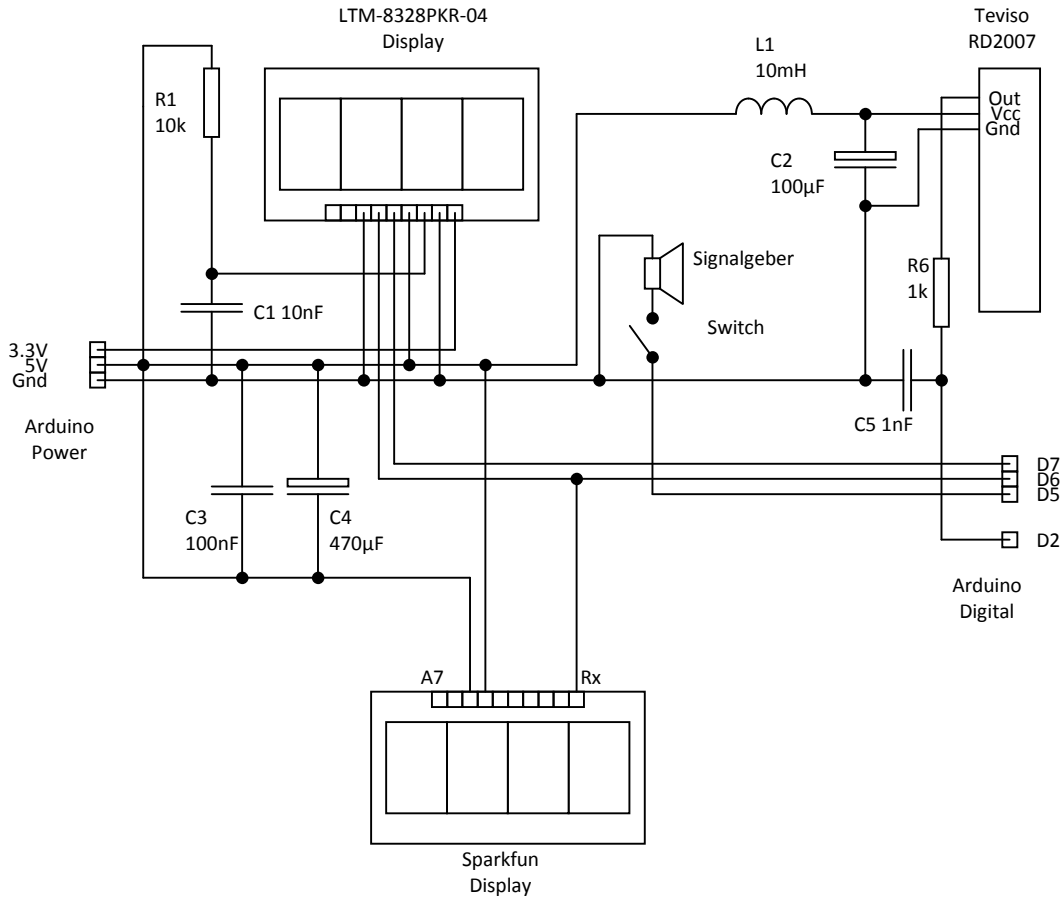 LTM-8328PKR-04
Display
Teviso
RD2007
L1
10mH
R1
10k
Out
Vcc
Gnd
C2
100µF
Signalgeber
R6
1k
C1 10nF
Switch
3.3V
5V
Gnd
C5 1nF
Arduino
Power
D7
D6
D5
C3
100nF
C4
470µF
D2
Arduino
Digital
A7
Rx
Sparkfun
Display